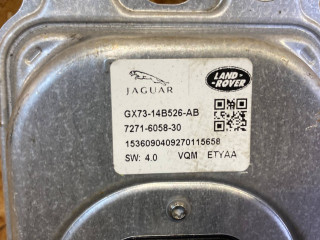 JAGUAR
LAND-
ROVER
GX73-14B526-AB
7271-6058-30
1536090409270115658
SW: 4.0 VQM ETYAA